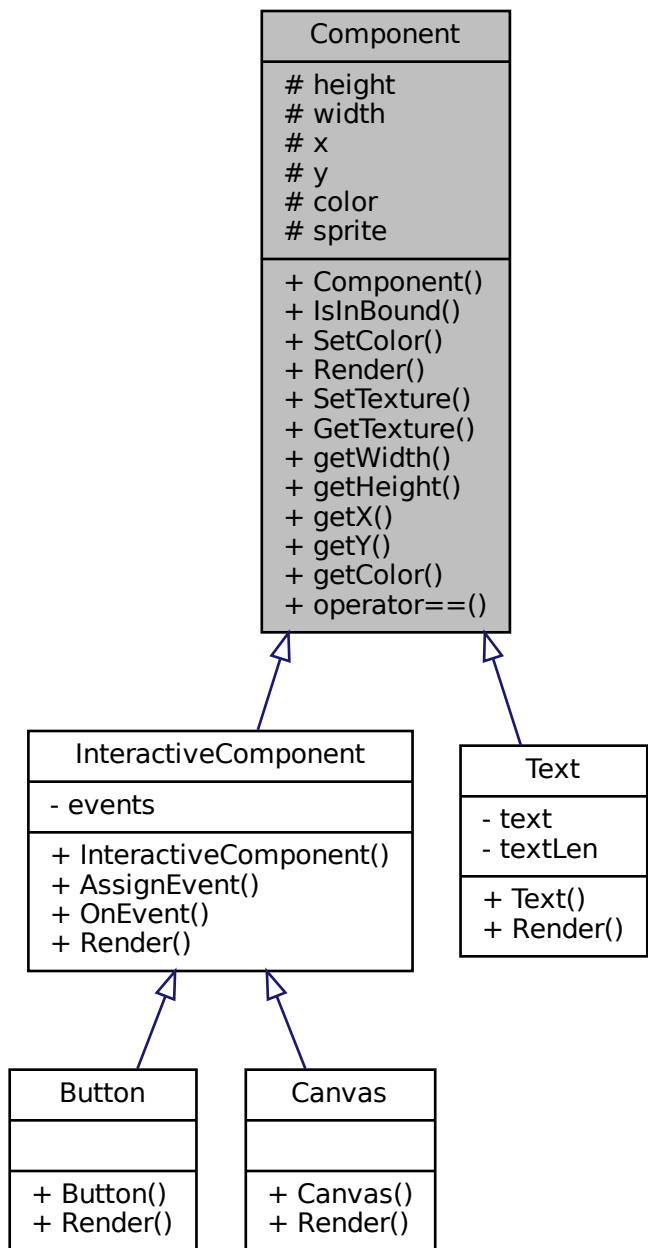 Component
# height
# width
# x
# y
# color
# sprite
+ Component()
+ IsInBound()
+ SetColor()
+ Render()
+ SetTexture()
+ GetTexture()
+ getWidth()
+ getHeight()
+ getX()
+ getY()
+ getColor()
+ operator==()
InteractiveComponent
- events
+ InteractiveComponent()
+ AssignEvent()
+ OnEvent()
+ Render()
Text
- text
- textLen
+ Text()
+ Render()
Button
+ Button()
+ Render()
Canvas
+ Canvas()
+ Render()